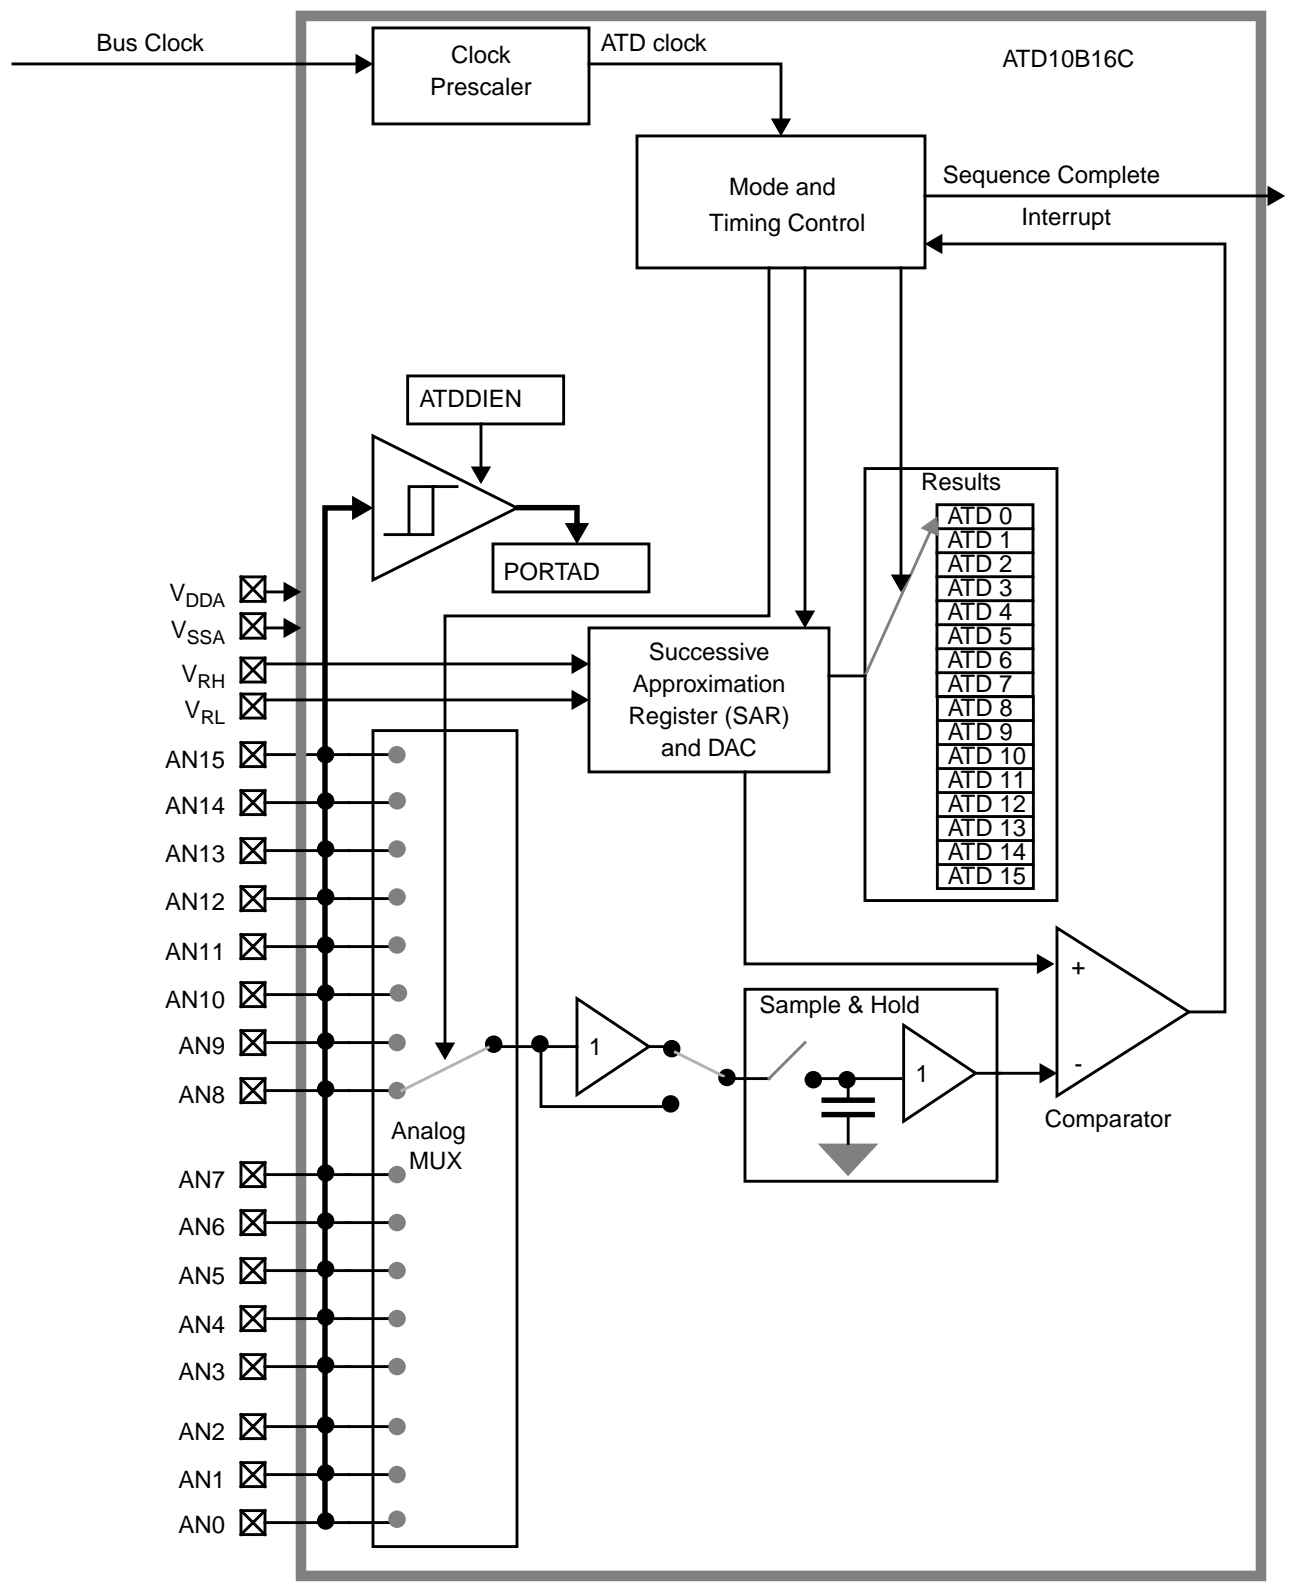 Bus Clock
Clock
Prescaler
ATD clock
ATD10B16C
Mode and
Timing Control
Sequence Complete
Interrupt
ATDDIEN
PORTAD
Results
ATD 0
ATD 1
ATD 2
ATD 3
ATD 4
ATD 5
ATD 6
ATD 7
ATD 8
ATD 9
ATD 10
ATD 11
ATD 12
ATD 13
ATD 14
ATD 15
VDDA
VSSA
VRH
VRL
Successive
Approximation
Register (SAR)
and DAC
AN15
AN14
AN13
AN12
AN11
AN10
AN9
AN8
AN7
AN6
AN5
AN4
AN3
AN2
AN1
AN0
Analog
MUX
1
Sample & Hold
1
+
-
Comparator